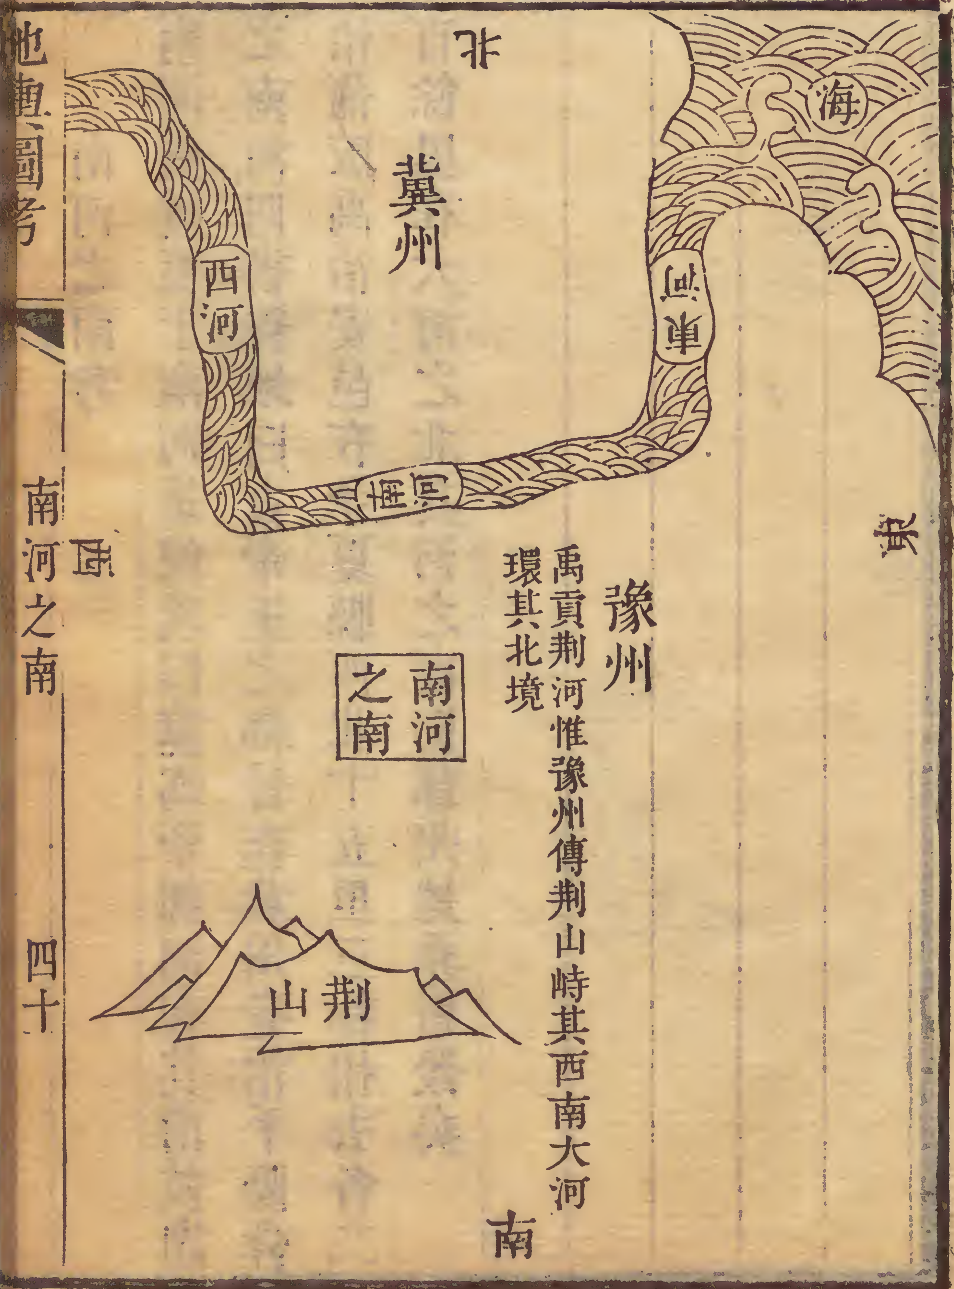 北
海
冀州
西河
東河
南河
東
西
豫州
禹貢荆河惟豫州傳荆山峙其西南大河
環其北境
南河
之南
荆山
南
地輿圖考
南河之南
四十